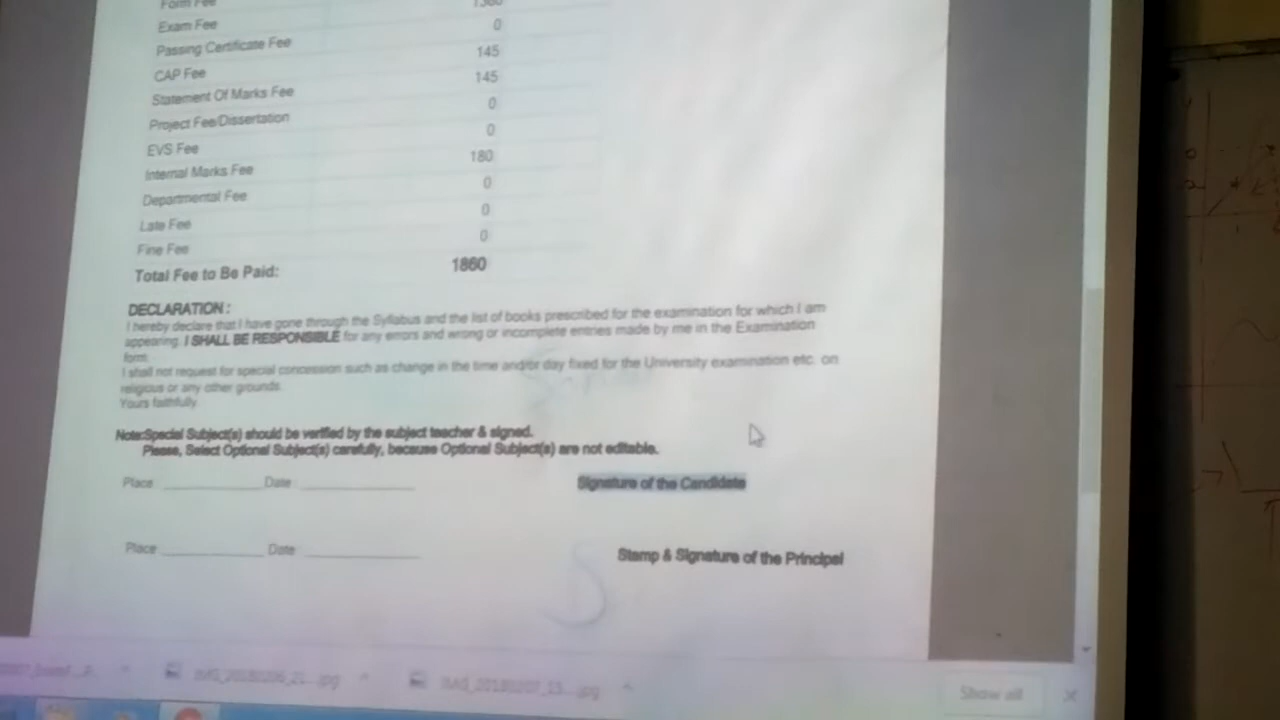 Form Fee 1380
Exam Fee 0
Passing Certificate Fee 145
CAP Fee 145
Statement Of Marks Fee 0
Project Fee/Dissertation 0
EVS Fee 180
Internal Marks Fee 0
Departmental Fee 0
Late Fee 0
Fine Fee
Total Fee to Be Paid: 1860
DECLARATION :
I hereby declare that I have gone through the Syllabus and the list of books prescribed for the examination for which I am
appearing. I SHALL BE RESPONSIBLE for any errors and wrong or incomplete entries made by me in the Examination
form.
I shall not request for special concession such as change in the time and/or day fixed for the University examination etc. on
religious or any other grounds.
Yours faithfully
Note:Special Subject(s) should be verified by the subject teacher & signed.
Please, Select Optional Subject(s) carefully, because Optional Subject(s) are not editable.
Place Date : Signature of the Candidate
Place Date : Stamp & Signature of the Principal
Show all